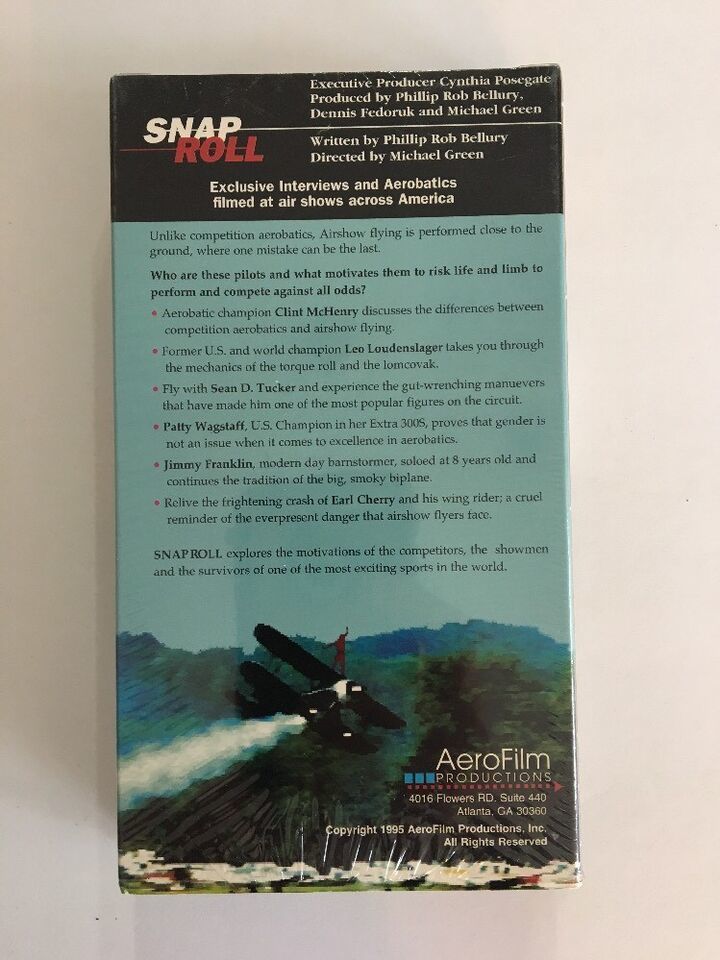 Executive Producer Cynthia Posegate
Produced by Phillip Rob Bellury,
Dennis Fedoruk and Michael Green
SNAP
ROLL
Written by Phillip Rob Bellury
Directed by Michael Green
Exclusive Interviews and Aerobatics
filmed at air shows across America
Unlike competition aerobatics, Airshow flying is performed close to the
ground, where one mistake can be the last.
Who are these pilots and what motivates them to risk life and limb to
perform and compete against all odds?
• Aerobatic champion Clint McHenry discusses the differences between
competition aerobatics and airshow flying.
• Former U.S. and world champion Leo Loudenslager takes you through
the mechanics of the torque roll and the lomcovak.
• Fly with Sean D. Tucker and experience the gut-wrenching manuevers
that have made him one of the most popular figures on the circuit.
• Patty Wagstaff, U.S. Champion in her Extra 300S, proves that gender is
not an issue when it comes to excellence in aerobatics.
• Jimmy Franklin, modern day barnstormer, soloed at 8 years old and
continues the tradition of the big, smoky biplane.
• Relive the frightening crash of Earl Cherry and his wing rider; a cruel
reminder of the everpresent danger that airshow flyers face.
SNAP ROLL explores the motivations of the competitors, the showmen
and the survivors of one of the most exciting sports in the world.
AeroFilm
PRODUCTIONS
4016 Flowers RD. Suite 440
Atlanta, GA 30360
Copyright 1995 AeroFilm Productions, Inc.
All Rights Reserved